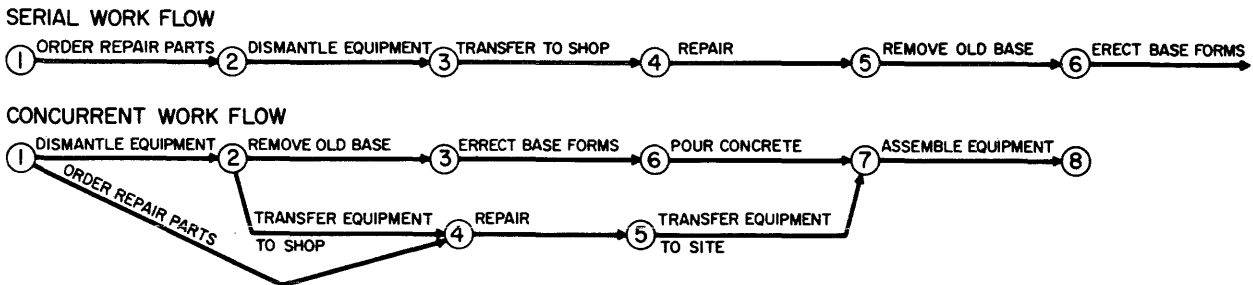 SERIAL WORK FLOW
1 ORDER REPAIR PARTS 2 DISMANTLE EQUIPMENT 3 TRANSFER TO SHOP 4 REPAIR 5 REMOVE OLD BASE 6 ERECT BASE FORMS
CONCURRENT WORK FLOW
1 DISMANTLE EQUIPMENT 2 REMOVE OLD BASE 3 ERRECT BASE FORMS 6 POUR CONCRETE 7 ASSEMBLE EQUIPMENT 8
ORDER REPAIR PARTS
TRANSFER EQUIPMENT
TO SHOP
4 REPAIR 5
TRANSFER EQUIPMENT
TO SITE